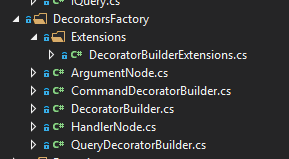 IQuery.cs
DecoratorsFactory
Extensions
C# DecoratorBuilderExtensions.cs
C# ArgumentNode.cs
C# CommandDecoratorBuilder.cs
C# DecoratorBuilder.cs
C# HandlerNode.cs
C# QueryDecoratorBuilder.cs